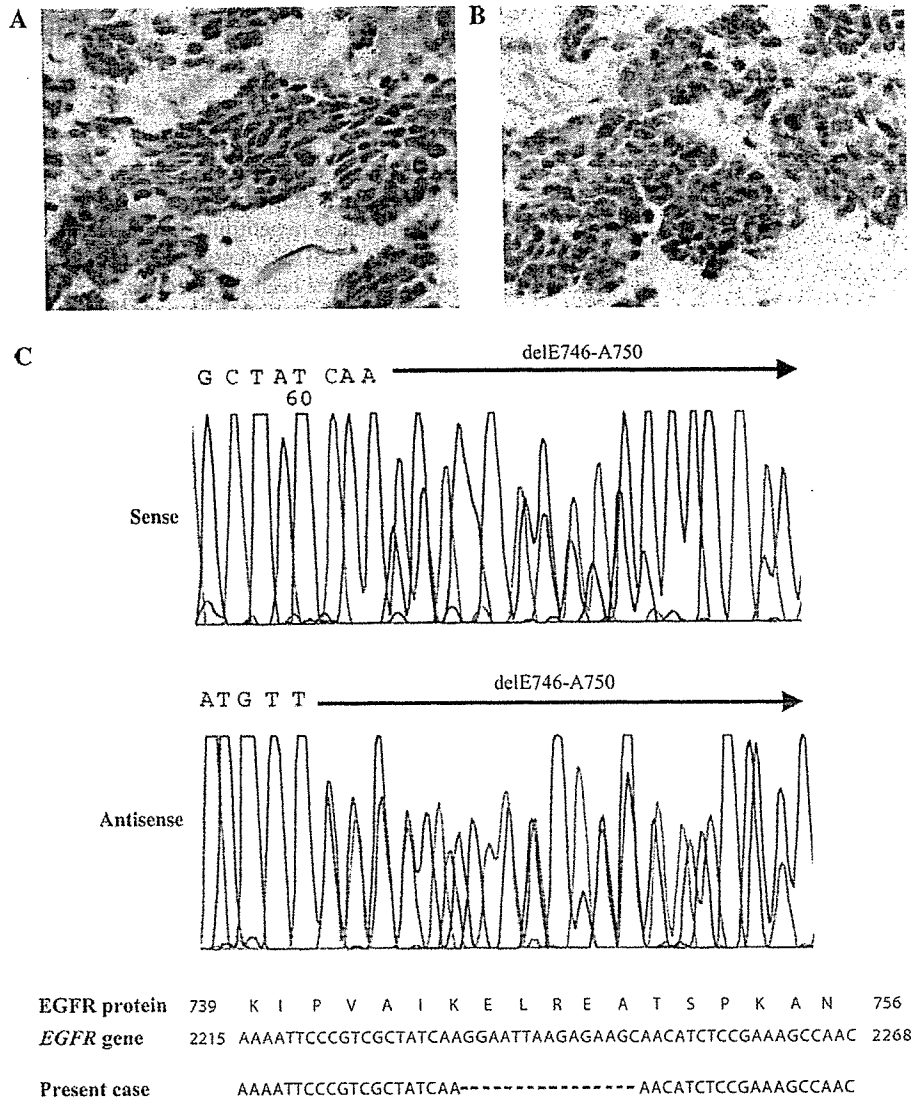 A
B
C
delE746-A750
G C T A T C A A
60
Sense
delE746-A750
A T G T T
Antisense
EGFR protein 739 K I P V A I K E L R E A T S P K A N 756
EGFR gene 2215 AAAATTCCCGTCGCTATCAAGGAATTAAGAGAAGCAACATCTCCGAAAGCCAAC 2268
Present case AAAATTCCCGTCGCTATCAA---------------AACATCTCCGAAAGCCAAC